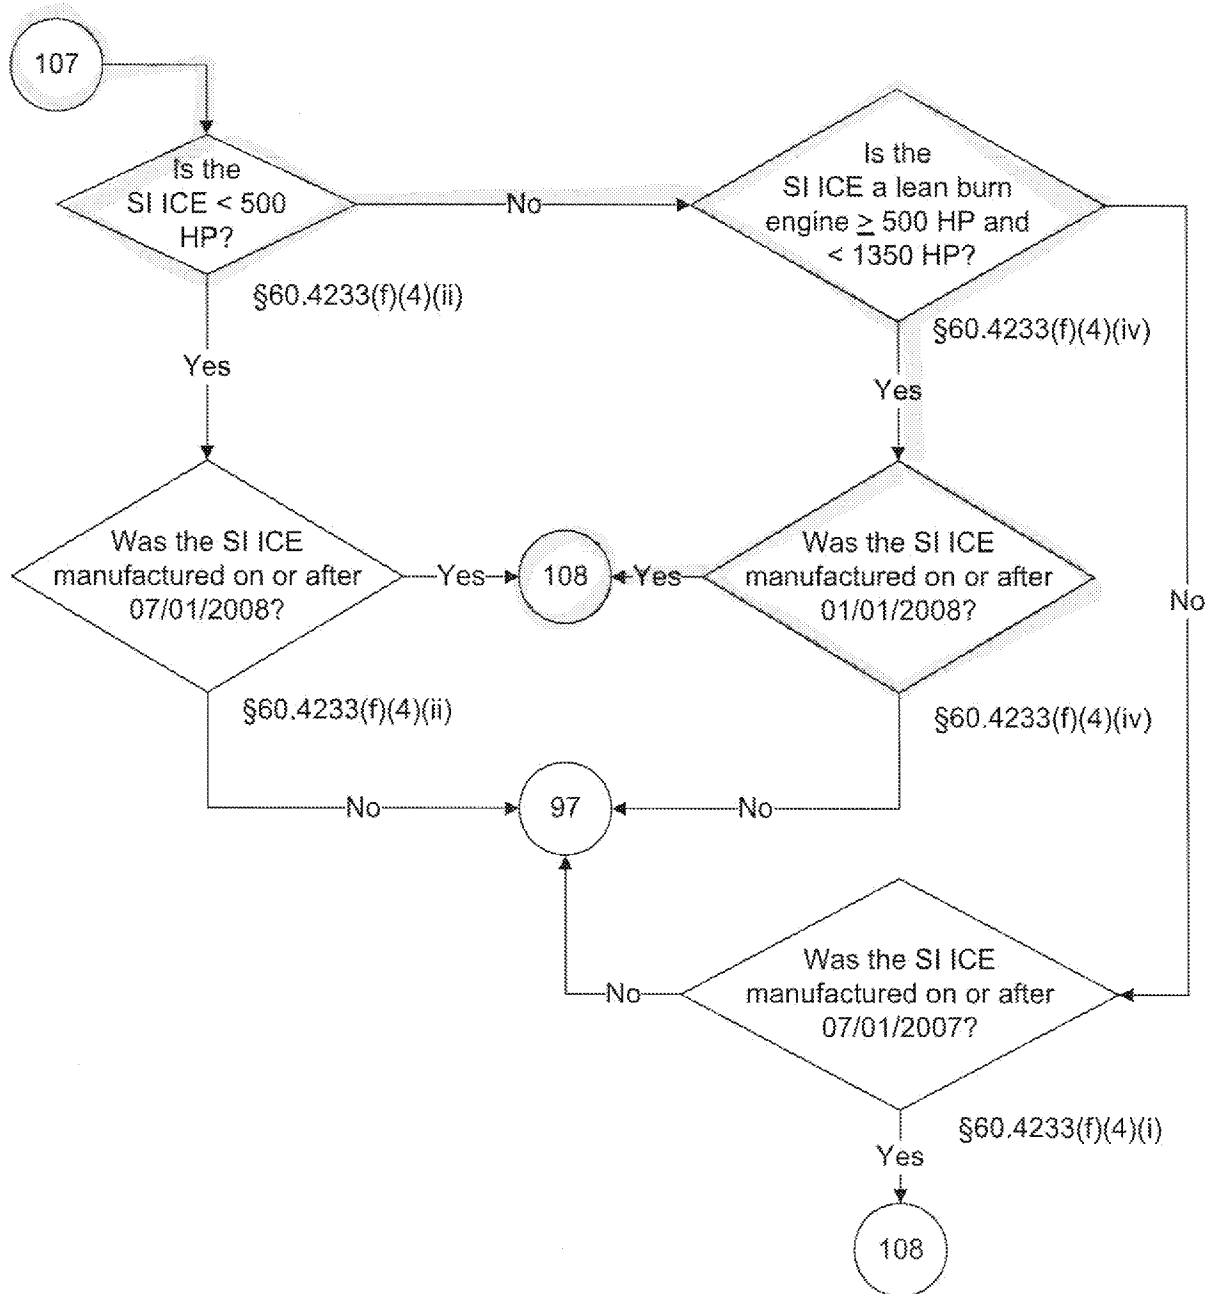 107
Is the
SI ICE < 500
HP?
No
Is the
SI ICE a lean burn
engine ≥ 500 HP and
< 1350 HP?
§60.4233(f)(4)(ii)
§60.4233(f)(4)(iv)
Yes
Yes
Was the SI ICE
manufactured on or after
07/01/2008?
Yes
108
Yes
Was the SI ICE
manufactured on or after
01/01/2008?
No
§60.4233(f)(4)(ii)
§60.4233(f)(4)(iv)
No
97
No
Was the SI ICE
manufactured on or after
07/01/2007?
No
§60.4233(f)(4)(i)
Yes
108